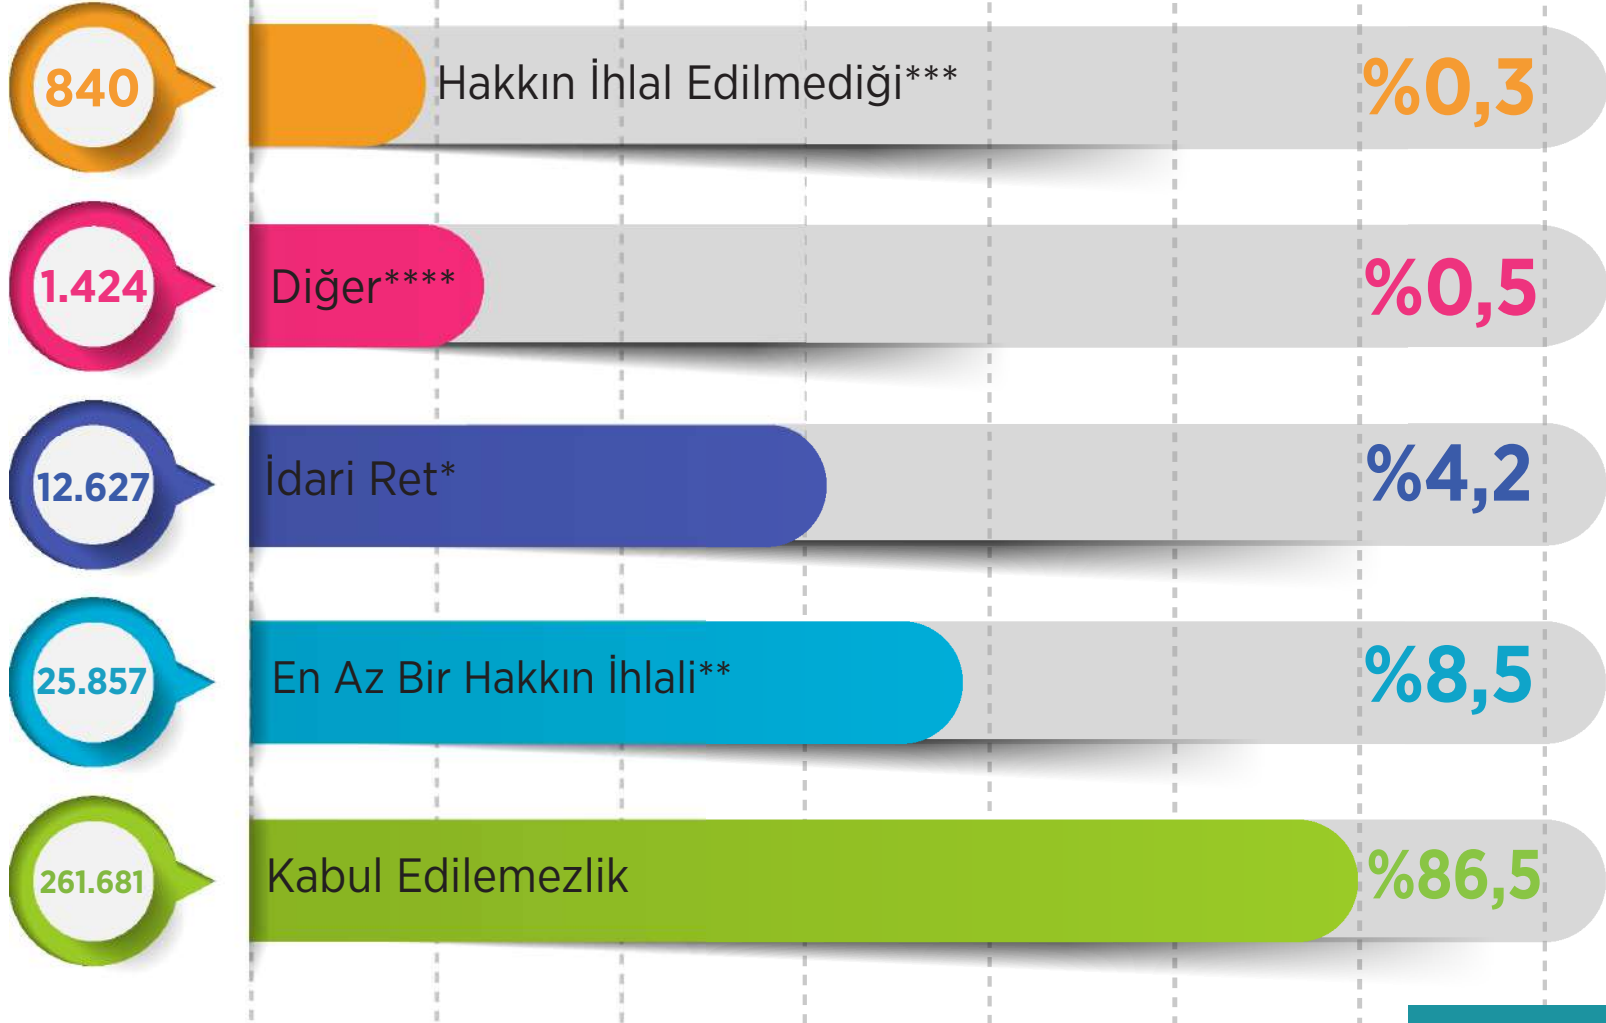 840 Hakkın İhlal Edilmediği*** %0,3
1.424 Diğer**** %0,5
12.627 İdari Ret* %4,2
25.857 En Az Bir Hakkın İhlali** %8,5
261.681 Kabul Edilemezlik %86,5